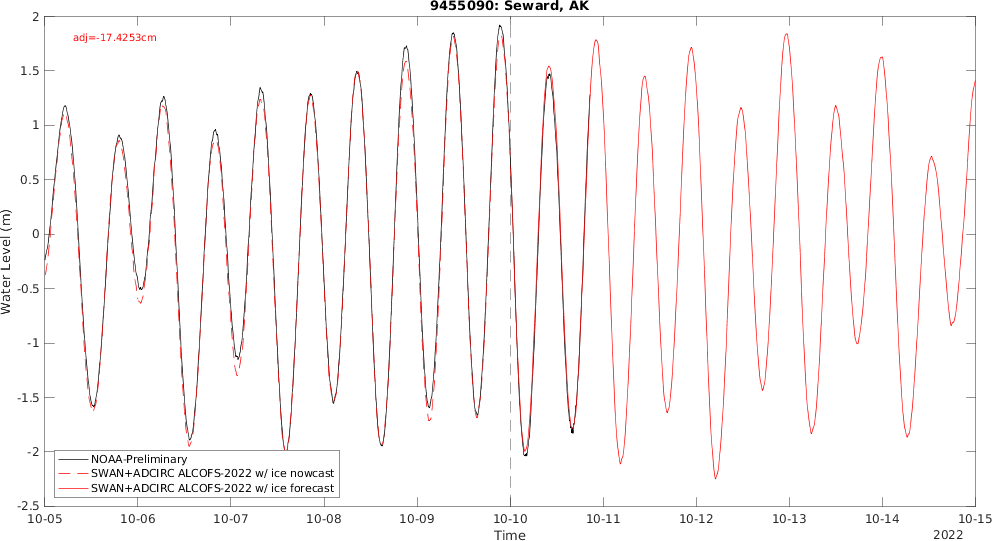 9455090: Seward, AK
adj=-17.4253cm
2
1.5
1
0.5
0
-0.5
-1
-1.5
-2
-2.5
Water Level (m)
NOAA-Preliminary
SWAN+ADCIRC ALCOFS-2022 w/ ice nowcast
SWAN+ADCIRC ALCOFS-2022 w/ ice forecast
10-05 10-06 10-07 10-08 10-09 10-10 10-11 10-12 10-13 10-14 10-15
Time
2022